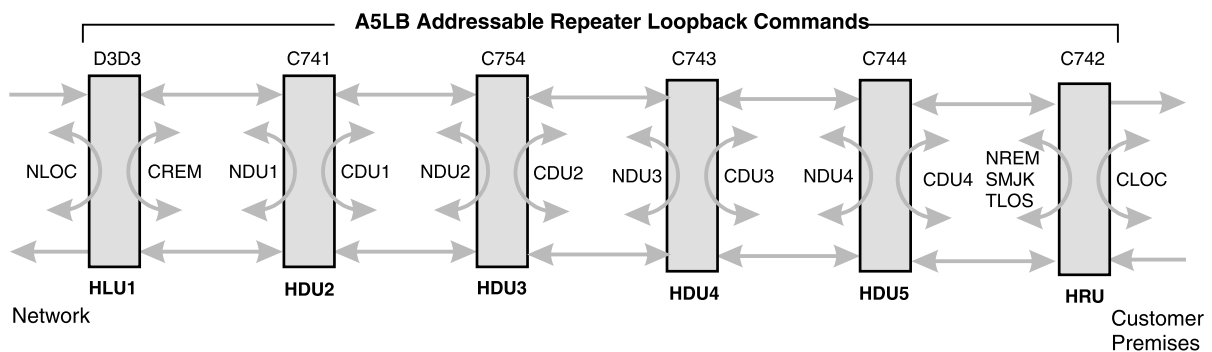 A5LB Addressable Repeater Loopback Commands
D3D3 C741 C754 C743 C744 C742
NLOC CREM NDU1 CDU1 NDU2 CDU2 NDU3 CDU3 NDU4 CDU4 NREM CLOC
SMJK
TLOS
HLU1 HDU2 HDU3 HDU4 HDU5 HRU
Network
Customer
Premises